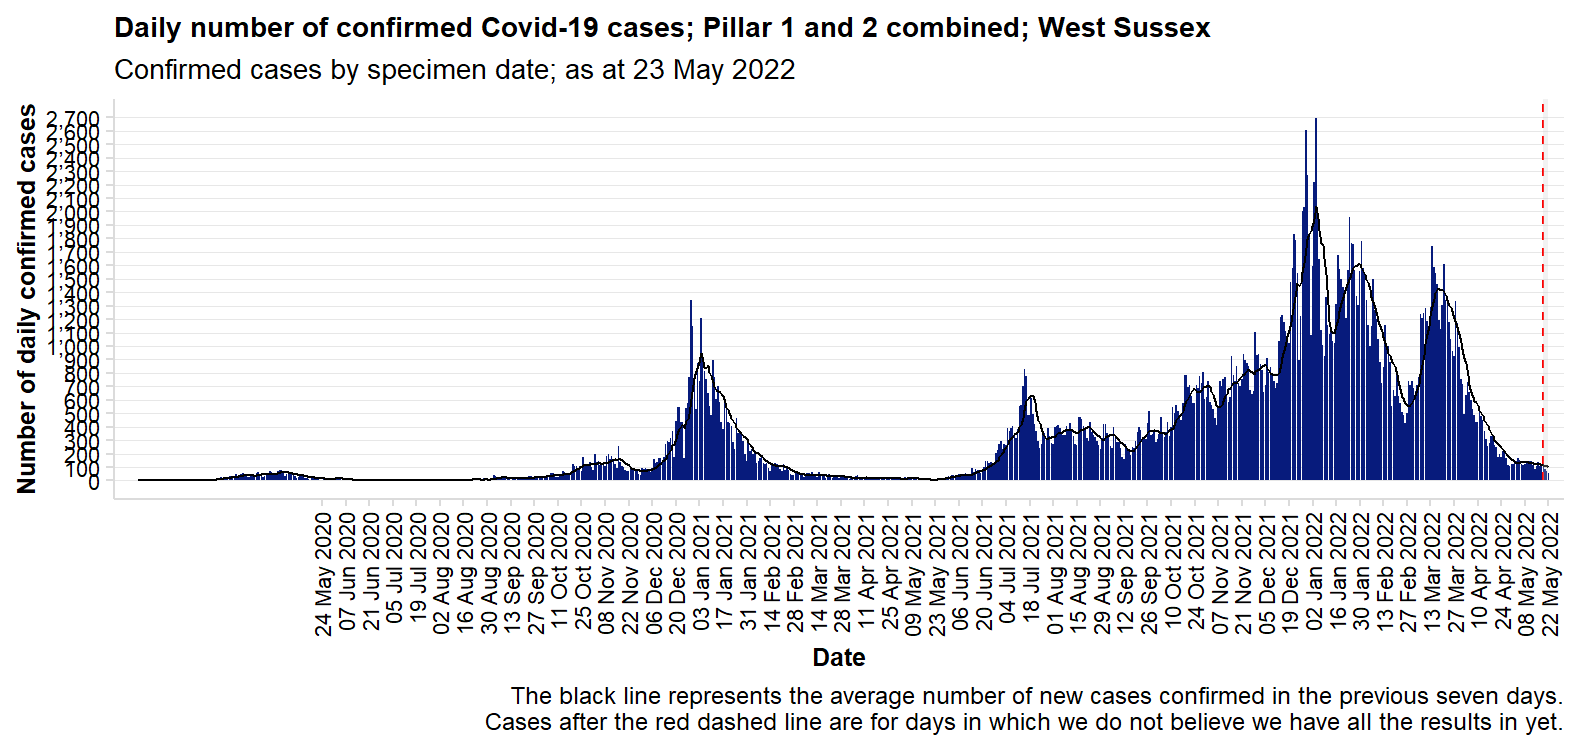 Daily number of confirmed Covid-19 cases; Pillar 1 and 2 combined; West Sussex
Confirmed cases by specimen date; as at 23 May 2022
Number of daily confirmed cases
2,700
2,600
2,500
2,400
2,300
2,200
2,100
2,000
1,900
1,800
1,700
1,600
1,500
1,400
1,300
1,200
1,100
1,000
900
800
700
600
500
400
300
200
100
0
24 May 2020
07 Jun 2020
21 Jun 2020
05 Jul 2020
19 Jul 2020
02 Aug 2020
16 Aug 2020
30 Aug 2020
13 Sep 2020
27 Sep 2020
11 Oct 2020
25 Oct 2020
08 Nov 2020
22 Nov 2020
06 Dec 2020
20 Dec 2020
03 Jan 2021
17 Jan 2021
31 Jan 2021
14 Feb 2021
28 Feb 2021
14 Mar 2021
28 Mar 2021
11 Apr 2021
25 Apr 2021
09 May 2021
23 May 2021
06 Jun 2021
20 Jun 2021
04 Jul 2021
18 Jul 2021
01 Aug 2021
15 Aug 2021
29 Aug 2021
12 Sep 2021
26 Sep 2021
10 Oct 2021
24 Oct 2021
07 Nov 2021
21 Nov 2021
05 Dec 2021
19 Dec 2021
02 Jan 2022
16 Jan 2022
30 Jan 2022
13 Feb 2022
27 Feb 2022
13 Mar 2022
27 Mar 2022
10 Apr 2022
24 Apr 2022
08 May 2022
22 May 2022
Date
The black line represents the average number of new cases confirmed in the previous seven days.
Cases after the red dashed line are for days in which we do not believe we have all the results in yet.